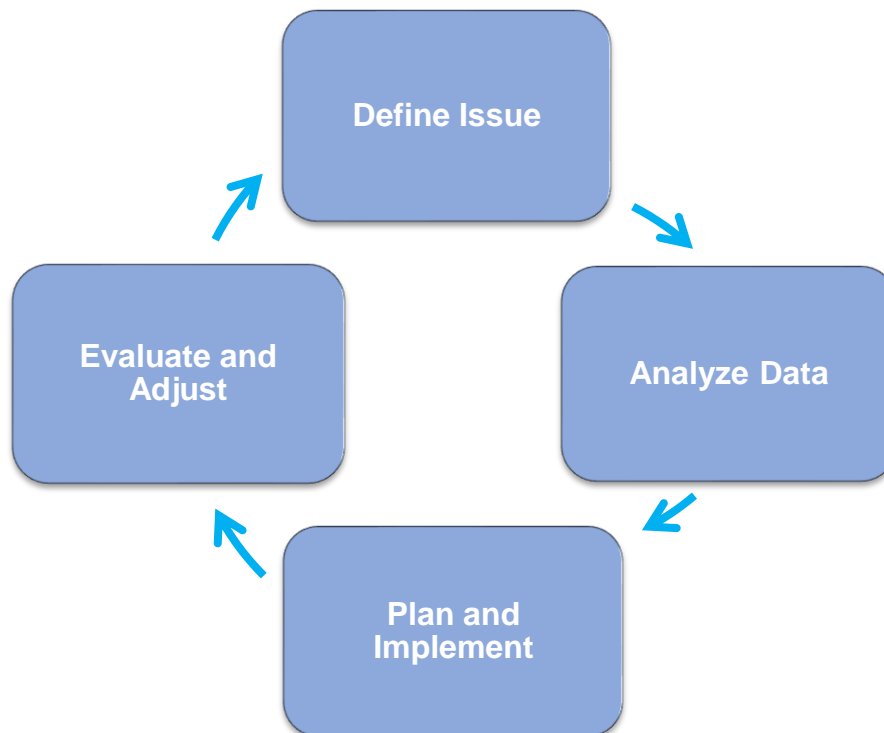 Define Issue
Analyze Data
Plan and
Implement
Evaluate and
Adjust